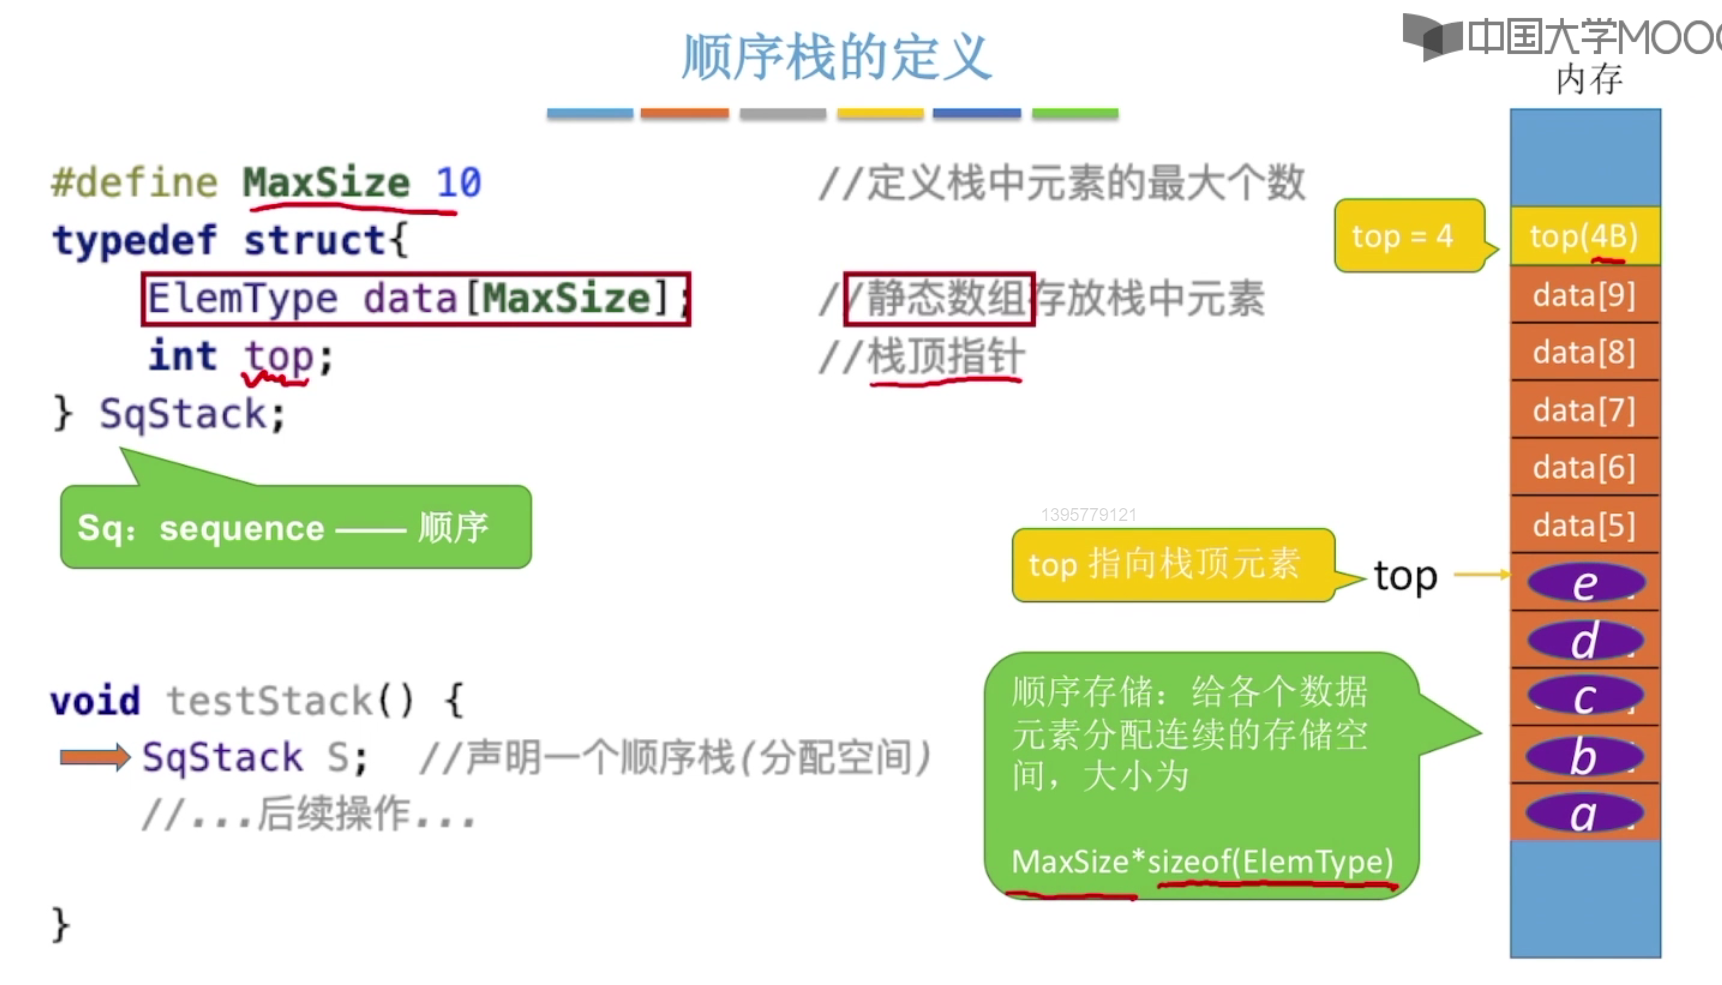 顺序栈的定义
中国大学MOOC
内存
#define MaxSize 10 //定义栈中元素的最大个数
typedef struct{
ElemType data[MaxSize]; //静态数组存放栈中元素
int top; //栈顶指针
} SqStack;
Sq：sequence —— 顺序
void testStack() {
SqStack S; //声明一个顺序栈(分配空间)
//...后续操作...
}
top = 4
1395779121
top 指向栈顶元素
top
顺序存储：给各个数据
元素分配连续的存储空
间，大小为
MaxSize*sizeof(ElemType)
top(4B)
data[9]
data[8]
data[7]
data[6]
data[5]
e
d
c
b
a